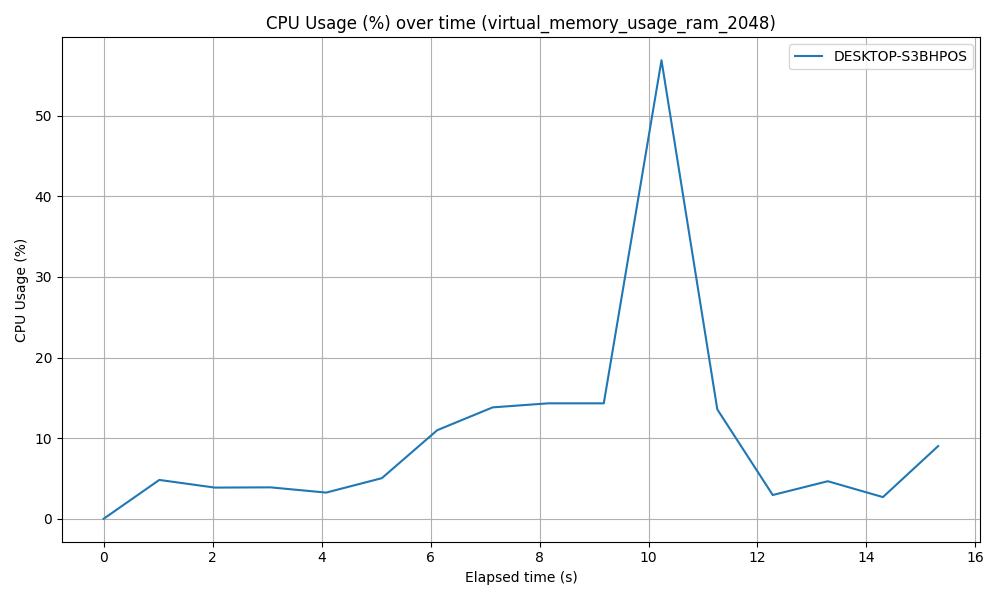 CPU Usage (%) over time (virtual_memory_usage_ram_2048)
DESKTOP-S3BHPOS
CPU Usage (%)
50
40
30
20
10
0
0 2 4 6 8 10 12 14 16
Elapsed time (s)